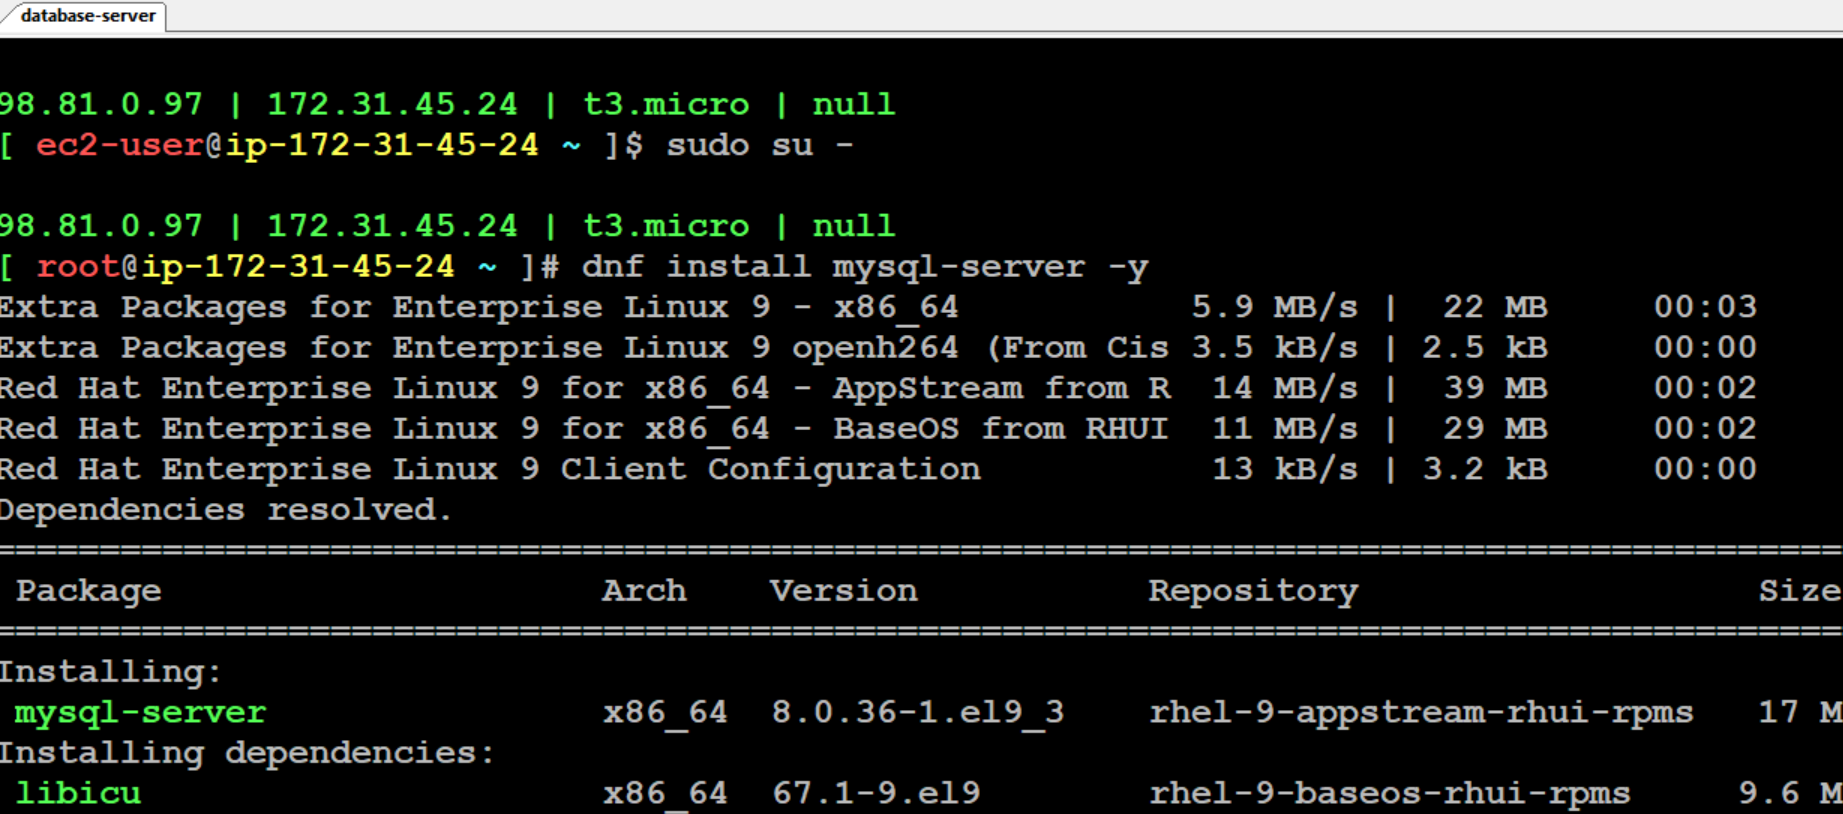 database-server
98.81.0.97 | 172.31.45.24 | t3.micro | null
[ ec2-user@ip-172-31-45-24 ~ ]$ sudo su -
98.81.0.97 | 172.31.45.24 | t3.micro | null
[ root@ip-172-31-45-24 ~ ]# dnf install mysql-server -y
Extra Packages for Enterprise Linux 9 - x86_64 5.9 MB/s | 22 MB 00:03
Extra Packages for Enterprise Linux 9 openh264 (From Cis 3.5 kB/s | 2.5 kB 00:00
Red Hat Enterprise Linux 9 for x86_64 - AppStream from R 14 MB/s | 39 MB 00:02
Red Hat Enterprise Linux 9 for x86_64 - BaseOS from RHUI 11 MB/s | 29 MB 00:02
Red Hat Enterprise Linux 9 Client Configuration 13 kB/s | 3.2 kB 00:00
Dependencies resolved.
Package Arch Version Repository Size
Installing:
mysql-server x86_64 8.0.36-1.el9_3 rhel-9-appstream-rhui-rpms 17 M
Installing dependencies:
libicu x86_64 67.1-9.el9 rhel-9-baseos-rhui-rpms 9.6 M